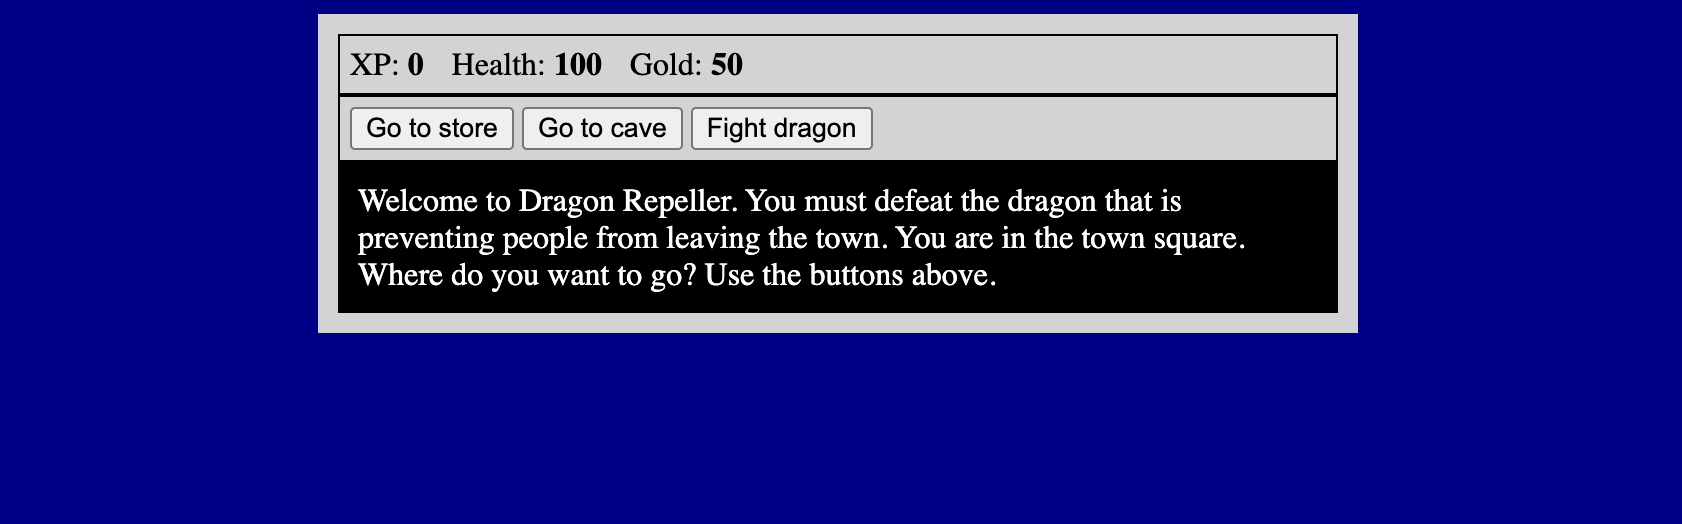 XP: 0 Health: 100 Gold: 50
Go to store Go to cave Fight dragon
Welcome to Dragon Repeller. You must defeat the dragon that is
preventing people from leaving the town. You are in the town square.
Where do you want to go? Use the buttons above.